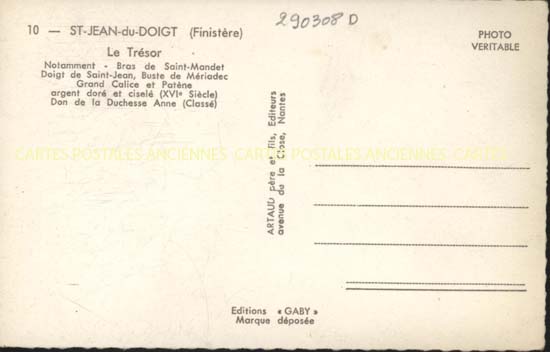 10 — ST-JEAN-du-DOIGT (Finistère)
Le Trésor
Notamment - Bras de Saint-Mandet
Doigt de Saint-Jean, Buste de Mériadec
Grand Calice et Patène
argent doré et ciselé (XVIe Siècle)
Don de la Duchesse Anne (Classé)
290308 D
PHOTO
VERITABLE
ARTAUD père et Fils, Editeurs
avenue de la Close, Nantes
CARTES POSTALES ANCIENNES CARTES POSTALES ANCIENNES CARTES
Editions « GABY »
Marque déposée